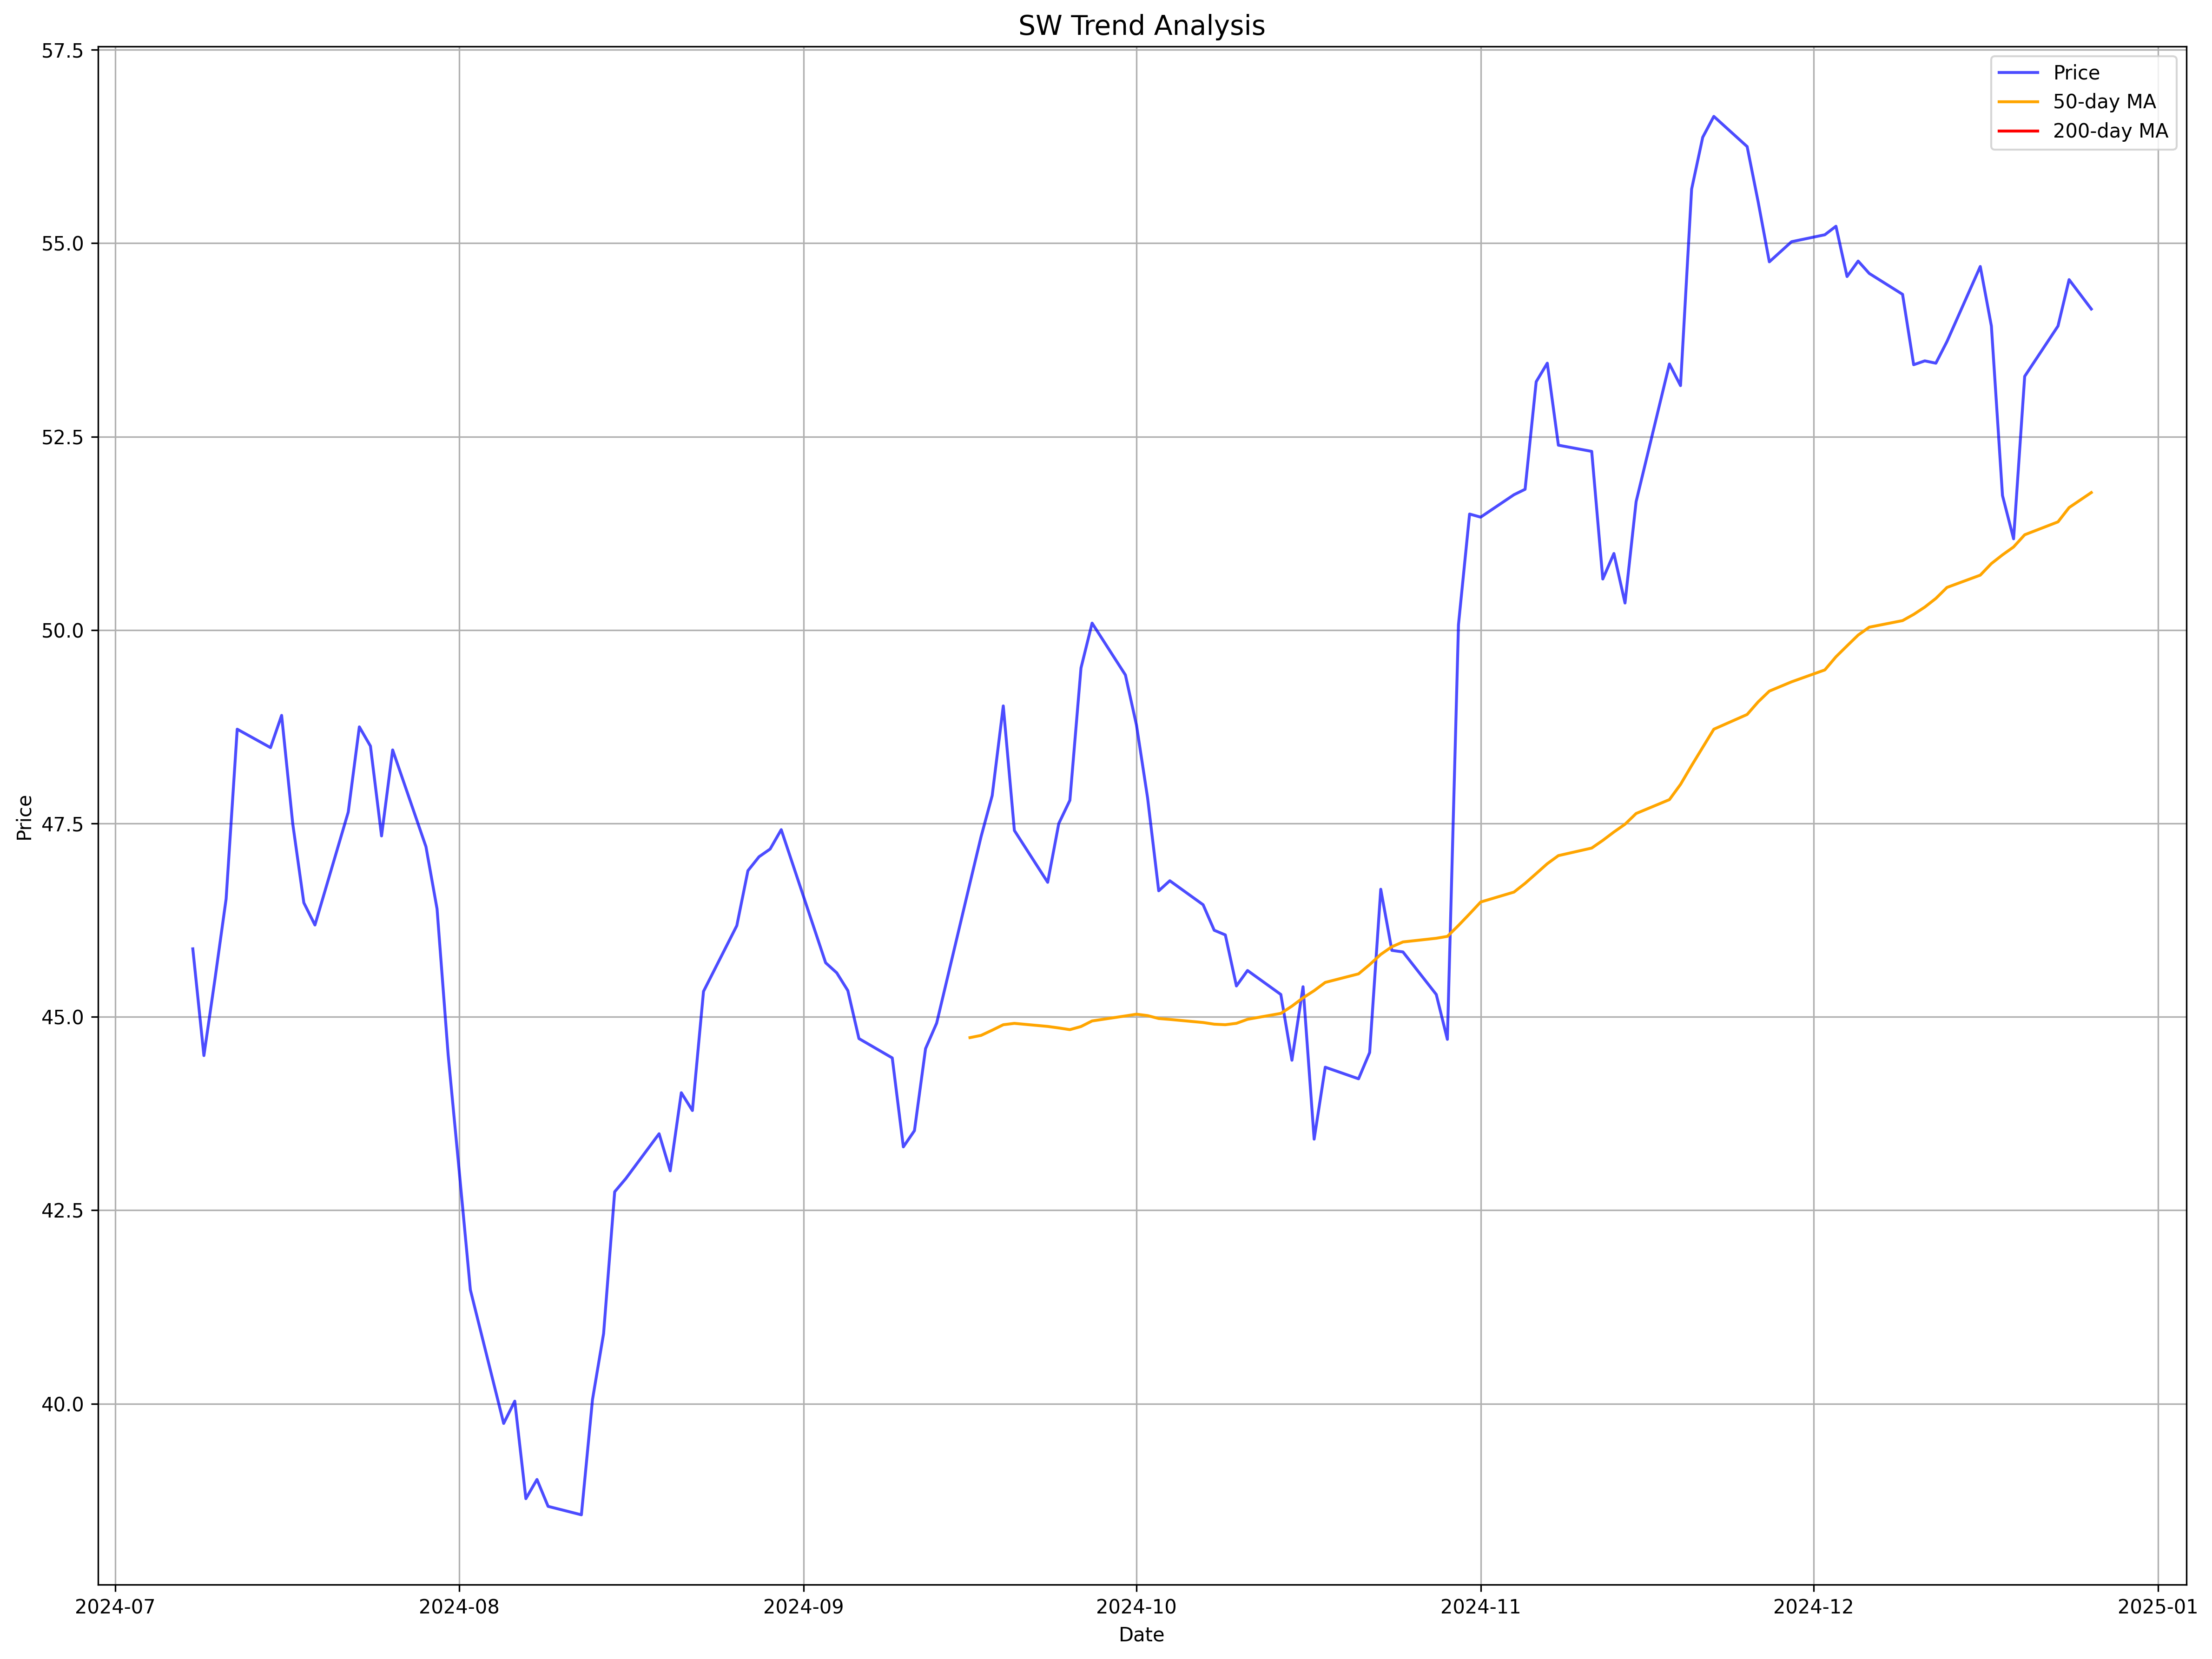 SW Trend Analysis
57.5
55.0
52.5
50.0
47.5
45.0
42.5
40.0
Price
Price
50-day MA
200-day MA
2024-07
2024-08
2024-09
2024-10
2024-11
2024-12
2025-01
Date